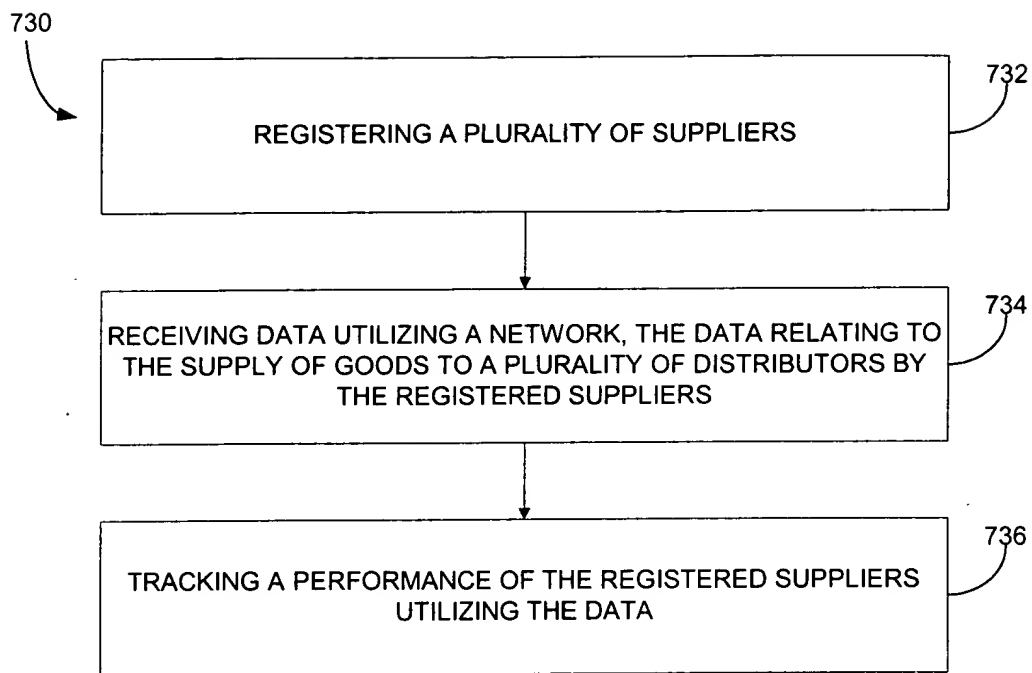 730
732
REGISTERING A PLURALITY OF SUPPLIERS
734
RECEIVING DATA UTILIZING A NETWORK, THE DATA RELATING TO
THE SUPPLY OF GOODS TO A PLURALITY OF DISTRIBUTORS BY
THE REGISTERED SUPPLIERS
736
TRACKING A PERFORMANCE OF THE REGISTERED SUPPLIERS
UTILIZING THE DATA